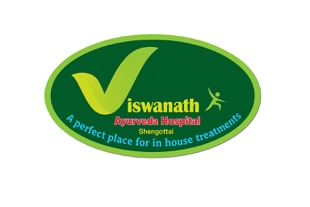 Viswanath
Ayurveda Hospital
Shengottai
A perfect place for in house treatments